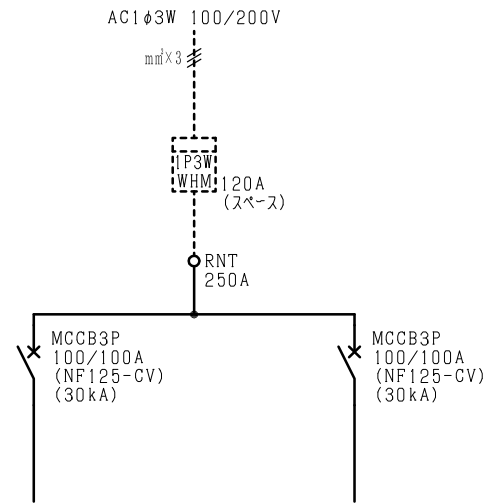 AC1φ3W 100/200V
mm²×3
1P3W
WHM
120A
(スペース)
RNT
250A
MCCB3P
100/100A
(NF125-CV)
(30kA)
MCCB3P
100/100A
(NF125-CV)
(30kA)